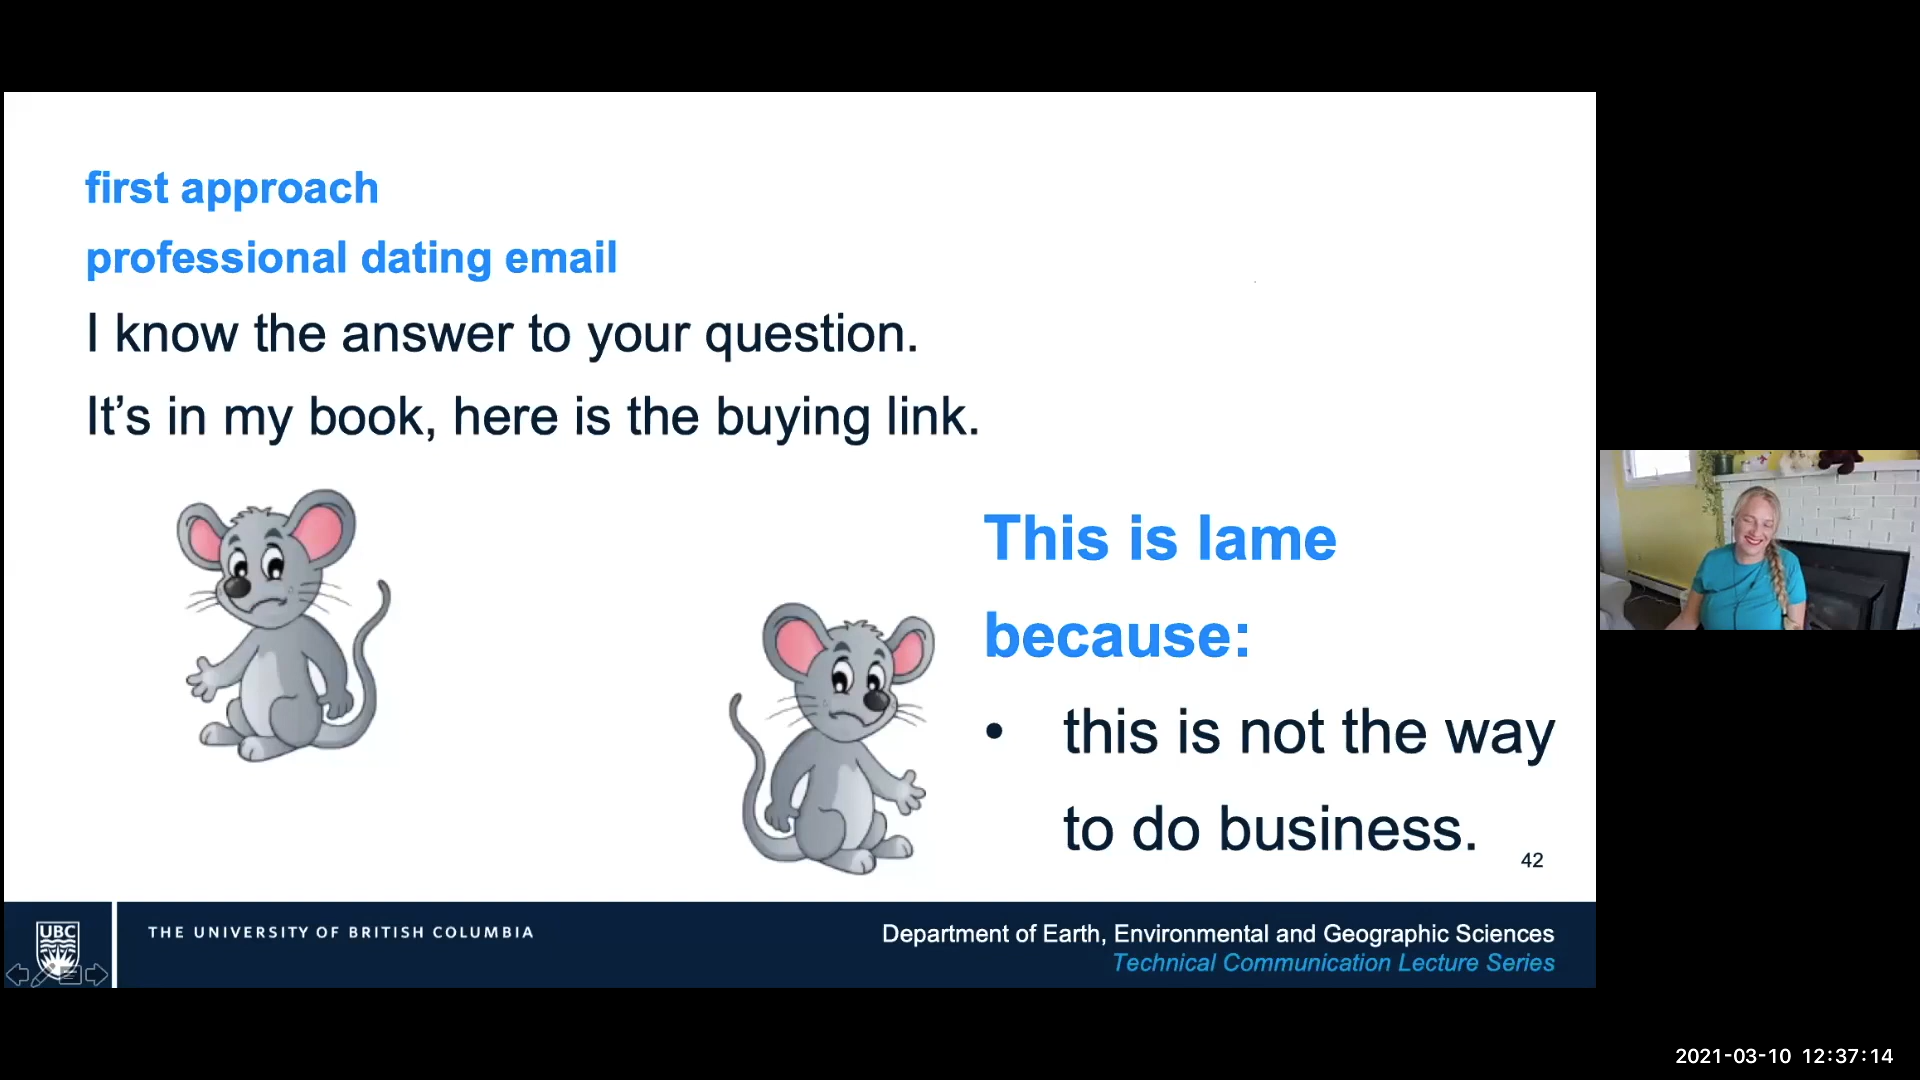 first approach
professional dating email
I know the answer to your question.
It’s in my book, here is the buying link.
This is lame
because:
• this is not the way
to do business.
42
UBC
THE UNIVERSITY OF BRITISH COLUMBIA
Department of Earth, Environmental and Geographic Sciences
Technical Communication Lecture Series
2021-03-10 12:37:14